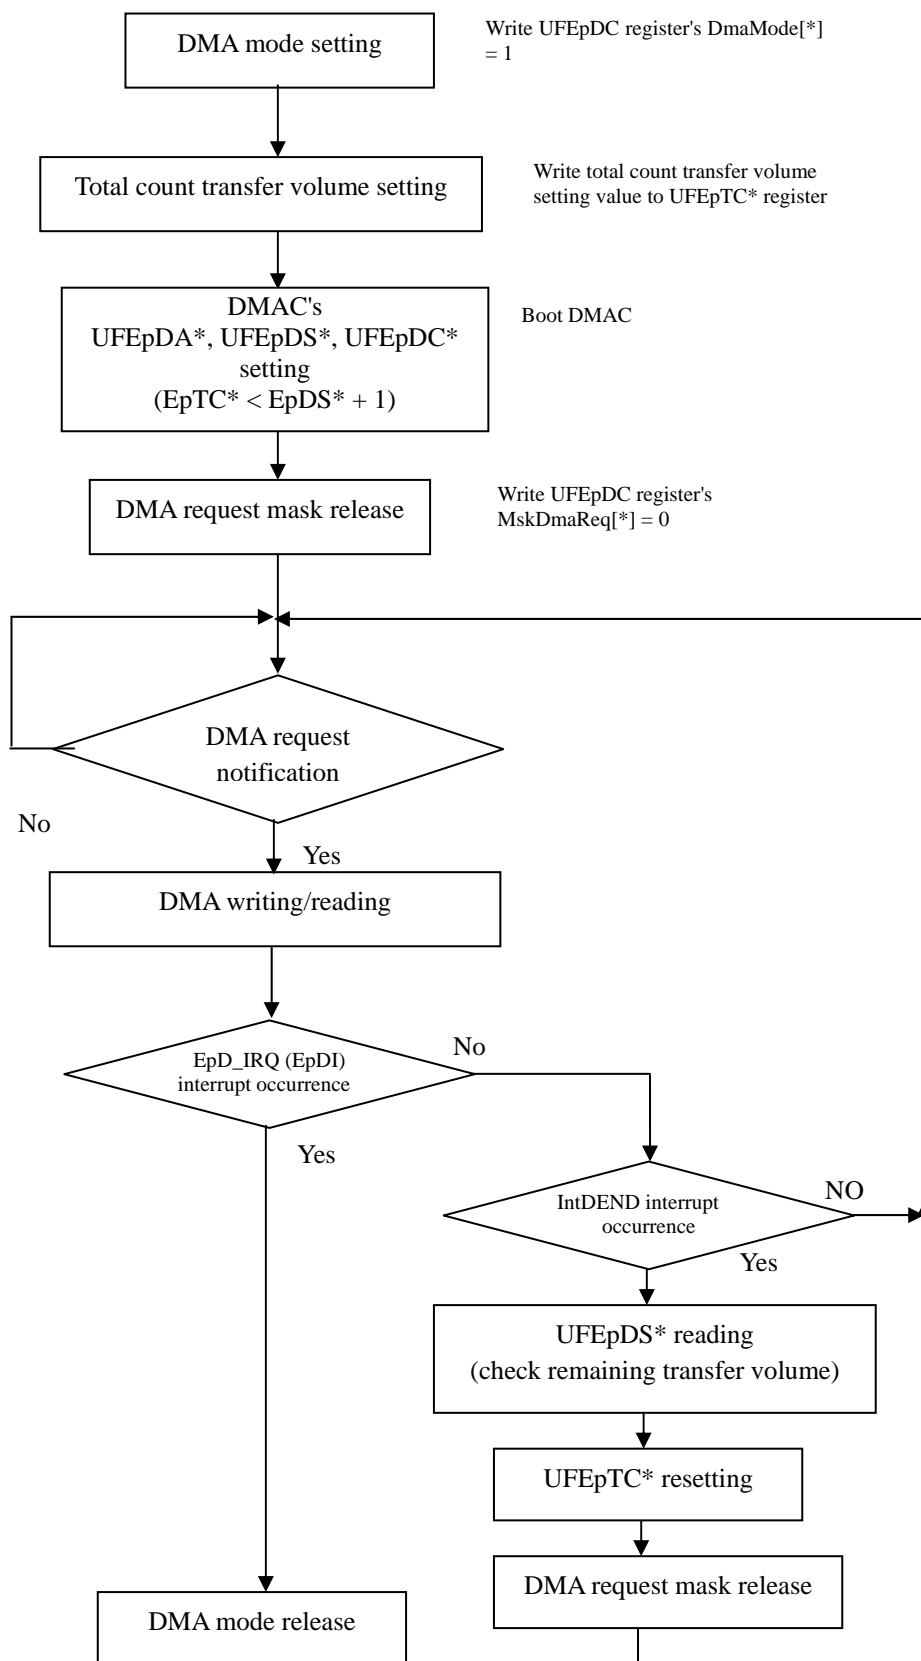 DMA mode setting
Write UFEpDC register's DmaMode[*]
= 1
Total count transfer volume setting
Write total count transfer volume
setting value to UFEpTC* register
DMAC's
UFEpDA*, UFEpDS*, UFEpDC*
setting
(EpTC* < EpDS* + 1)
Boot DMAC
DMA request mask release
Write UFEpDC register's
MskDmaReq[*] = 0
DMA request
notification
No
Yes
DMA writing/reading
EpD_IRQ (EpDI)
interrupt occurrence
No
Yes
IntDEND interrupt
occurrence
NO
Yes
UFEpDS* reading
(check remaining transfer volume)
UFEpTC* resetting
DMA request mask release
DMA mode release